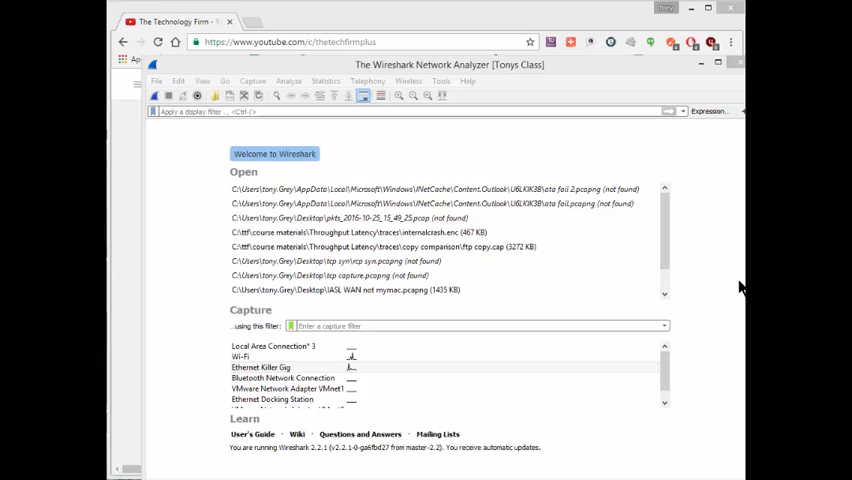 tony
The Technology Firm - Y
https://www.youtube.com/c/thetechfirmplus
Ap
The Wireshark Network Analyzer [Tonys Class]
File Edit View Go Capture Analyze Statistics Telephony Wireless Tools Help
Apply a display filter ... <Ctrl-/>
Expression...
Welcome to Wireshark
Open
C:\Users\tony.Grey\AppData\Local\Microsoft\Windows\INetCache\Content.Outlook\U6LKIK3B\ata fail 2.pcapng (not found)
C:\Users\tony.Grey\AppData\Local\Microsoft\Windows\INetCache\Content.Outlook\U6LKIK3B\ata fail.pcapng (not found)
C:\Users\tony.Grey\Desktop\pkts_2016-10-25_15_49_25.pcap (not found)
C:\ttf\course materials\Throughput Latency\traces\internalcrash.enc (467 KB)
C:\ttf\course materials\Throughput Latency\traces\copy comparison\ftp copy.cap (3272 KB)
C:\Users\tony.Grey\Desktop\tcp syn\rcp syn.pcapng (not found)
C:\Users\tony.Grey\Desktop\tcp capture.pcapng (not found)
C:\Users\tony.Grey\Desktop\IASL WAN not mymac.pcapng (1435 KB)
Capture
...using this filter: Enter a capture filter ...
Local Area Connection* 3
Wi-Fi
Ethernet Killer Gig
Bluetooth Network Connection
VMware Network Adapter VMnet1
Ethernet Docking Station
Learn
User's Guide · Wiki · Questions and Answers · Mailing Lists
You are running Wireshark 2.2.1 (v2.2.1-0-ga6fbd27 from master-2.2). You receive automatic updates.